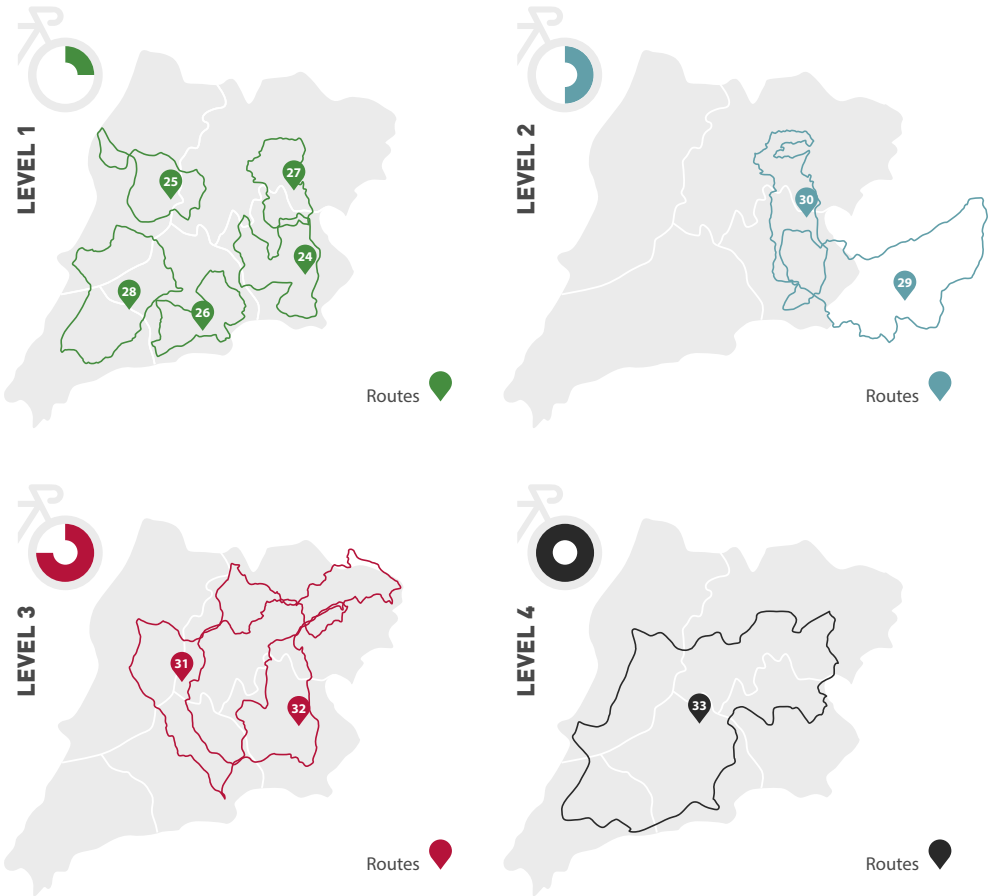 LEVEL 1
25
27
24
28
26
Routes
LEVEL 2
30
29
Routes
LEVEL 3
31
32
Routes
LEVEL 4
33
Routes